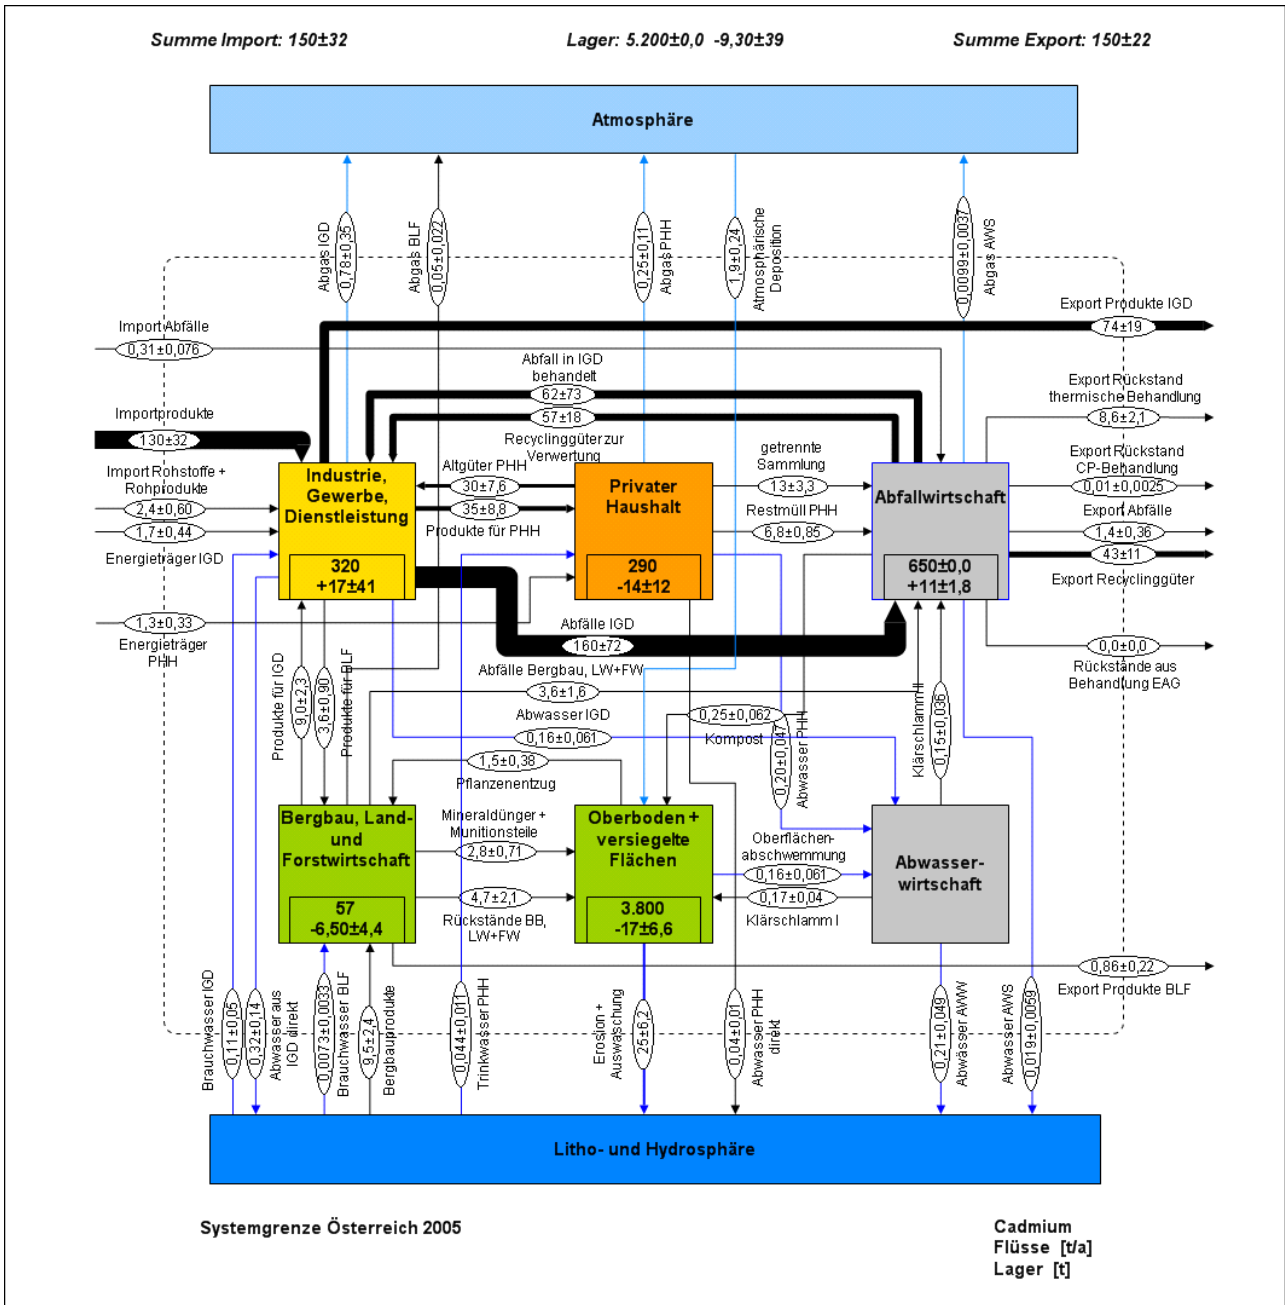 Summe Import: 150±32
Lager: 5.200±0,0 -9,30±39
Summe Export: 150±22
Atmosphäre
Abgas IGD
0,78±0,35
Abgas BLF
0,05±0,022
0,25±0,11
Abgas PHH
1,9±0,24
Atmosphärische
Deposition
0,0099±0,0037
Abgas AWS
Import Abfälle
0,31±0,076
Export Produkte IGD
74±19
Abfall in IGD
behandelt
62±73
57±18
Recyclinggüter zur
Verwertung
Export Rückstand
thermische Behandlung
8,6±2,1
Importprodukte
130±32
Import Rohstoffe +
Rohprodukte
2,4±0,60
1,7±0,44
Energieträger IGD
Industrie,
Gewerbe,
Dienstleistung
320
+17±41
Altgüter PHH
30±7,6
35±8,8
Produkte für PHH
Privater
Haushalt
290
-14±12
getrennte
Sammlung
13±3,3
Restmüll PHH
6,8±0,85
Abfallwirtschaft
650±0,0
+11±1,8
Export Rückstand
CP-Behandlung
0,01±0,0025
Export Abfälle
1,4±0,36
43±11
Export Recyclinggüter
1,3±0,33
Energieträger
PHH
Abfälle IGD
160±72
0,0±0,0
Rückstände aus
Behandlung EAG
Produkte für IGD
9,0±2,3
3,6±0,90
Produkte für BLF
Abfälle Bergbau, LW+FW
3,6±1,6
Abwasser IGD
0,16±0,061
0,25±0,062
Kompost
0,20±0,047
Abwasser PHH
Klärschlamm II
0,15±0,036
1,5±0,38
Pflanzenentzug
Bergbau, Land-
und
Forstwirtschaft
57
-6,50±4,4
Mineraldünger +
Munitionsteile
2,8±0,71
4,7±2,1
Rückstände BB,
LW+FW
Oberboden +
versiegelte
Flächen
3.800
-17±6,6
Oberflächen-
abschwemmung
0,16±0,061
0,17±0,04
Klärschlamm I
Abwasser-
wirtschaft
0,86±0,22
Export Produkte BLF
Brauchwasser IGD
0,11±0,05
0,32±0,14
Abwasser aus
IGD direkt
0,0073±0,0033
Brauchwasser BLF
9,5±2,4
Bergbauprodukte
0,044±0,011
Trinkwasser PHH
Erosion +
Auswaschung
25±6,2
0,04±0,01
Abwasser PHH
direkt
0,21±0,049
Abwässer AWW
Abwasser AWS
0,019±0,0059
Litho- und Hydrosphäre
Systemgrenze Österreich 2005
Cadmium
Flüsse [t/a]
Lager [t]